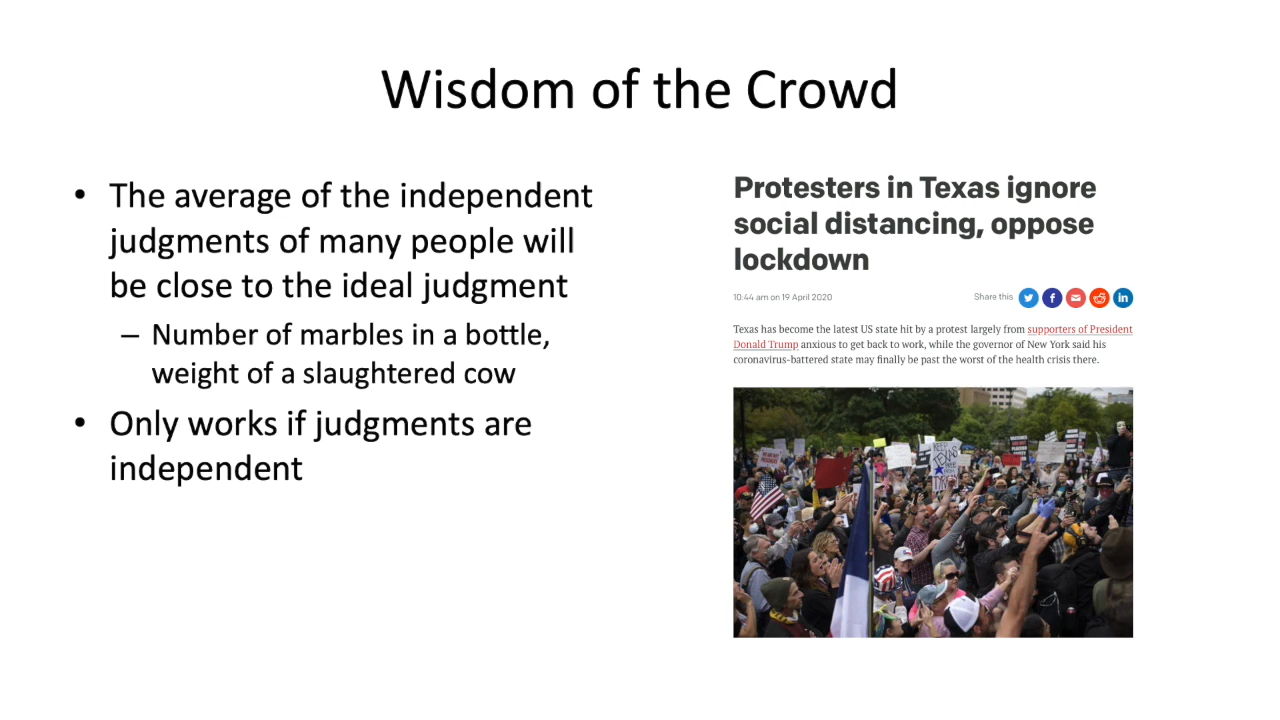 Wisdom of the Crowd
• The average of the independent
judgments of many people will
be close to the ideal judgment
– Number of marbles in a bottle,
weight of a slaughtered cow
• Only works if judgments are
independent
Protesters in Texas ignore
social distancing, oppose
lockdown
10:44 am on 19 April 2020
Share this
Texas has become the latest US state hit by a protest largely from supporters of President
Donald Trump anxious to get back to work, while the governor of New York said his
coronavirus-battered state may finally be past the worst of the health crisis there.
KEEP
TEXAS
FREE